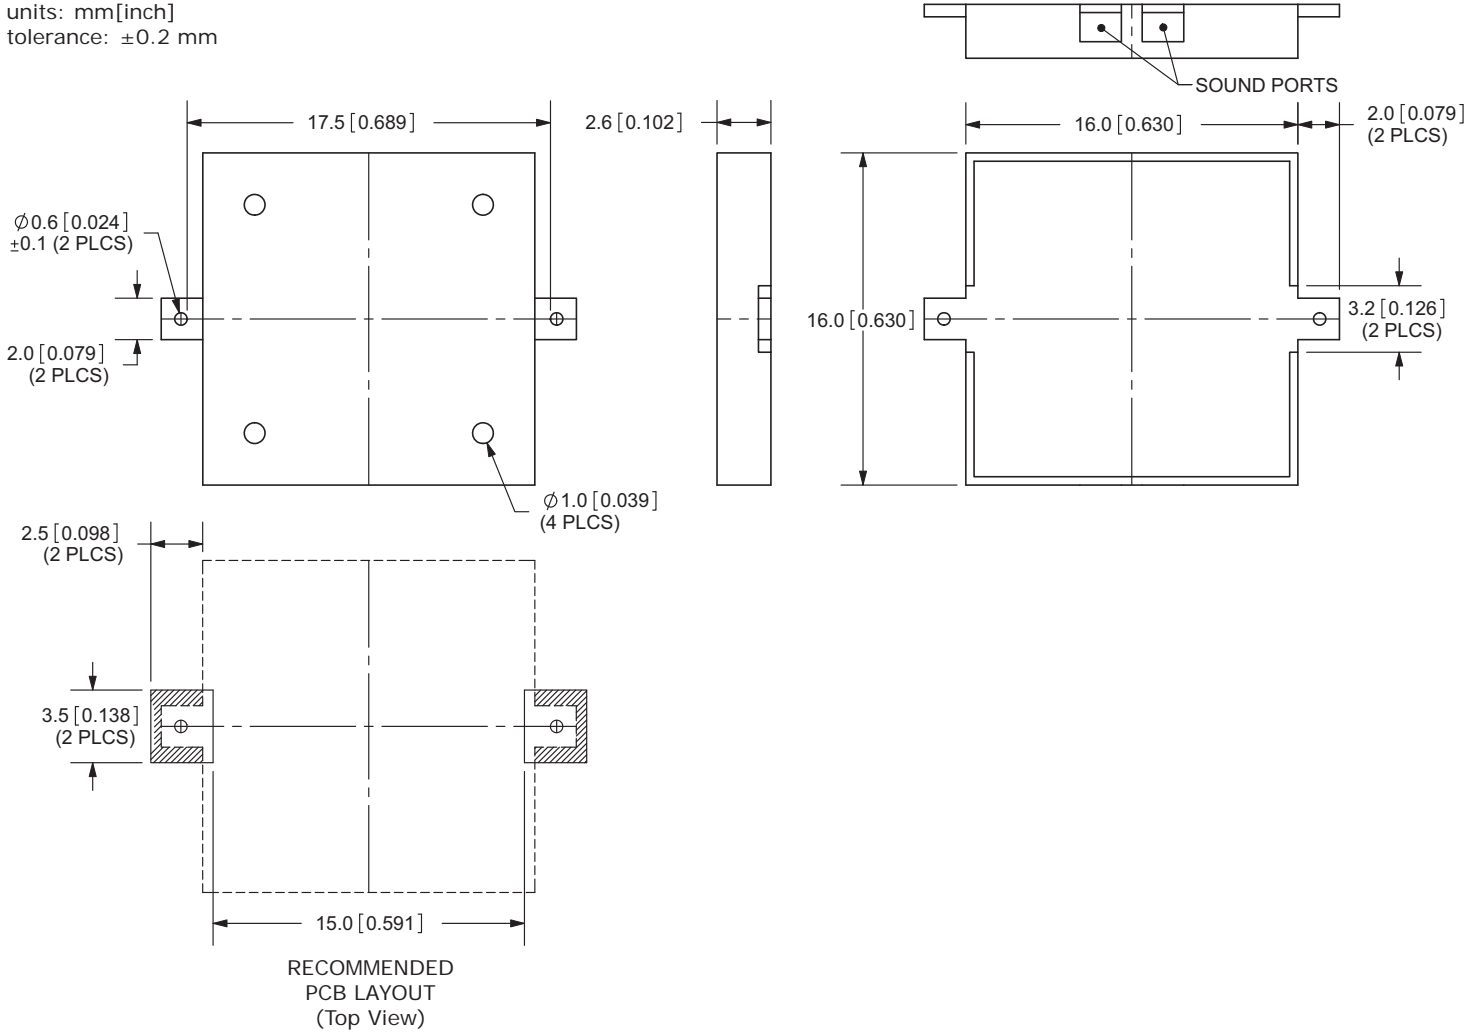 units: mm[inch]
tolerance: ±0.2 mm
SOUND PORTS
17.5 [0.689]
2.6 [0.102]
16.0 [0.630]
2.0 [0.079]
(2 PLCS)
Ø0.6 [0.024]
±0.1 (2 PLCS)
2.0 [0.079]
(2 PLCS)
16.0 [0.630]
3.2 [0.126]
(2 PLCS)
Ø1.0 [0.039]
(4 PLCS)
2.5 [0.098]
(2 PLCS)
3.5 [0.138]
(2 PLCS)
15.0 [0.591]
RECOMMENDED
PCB LAYOUT
(Top View)